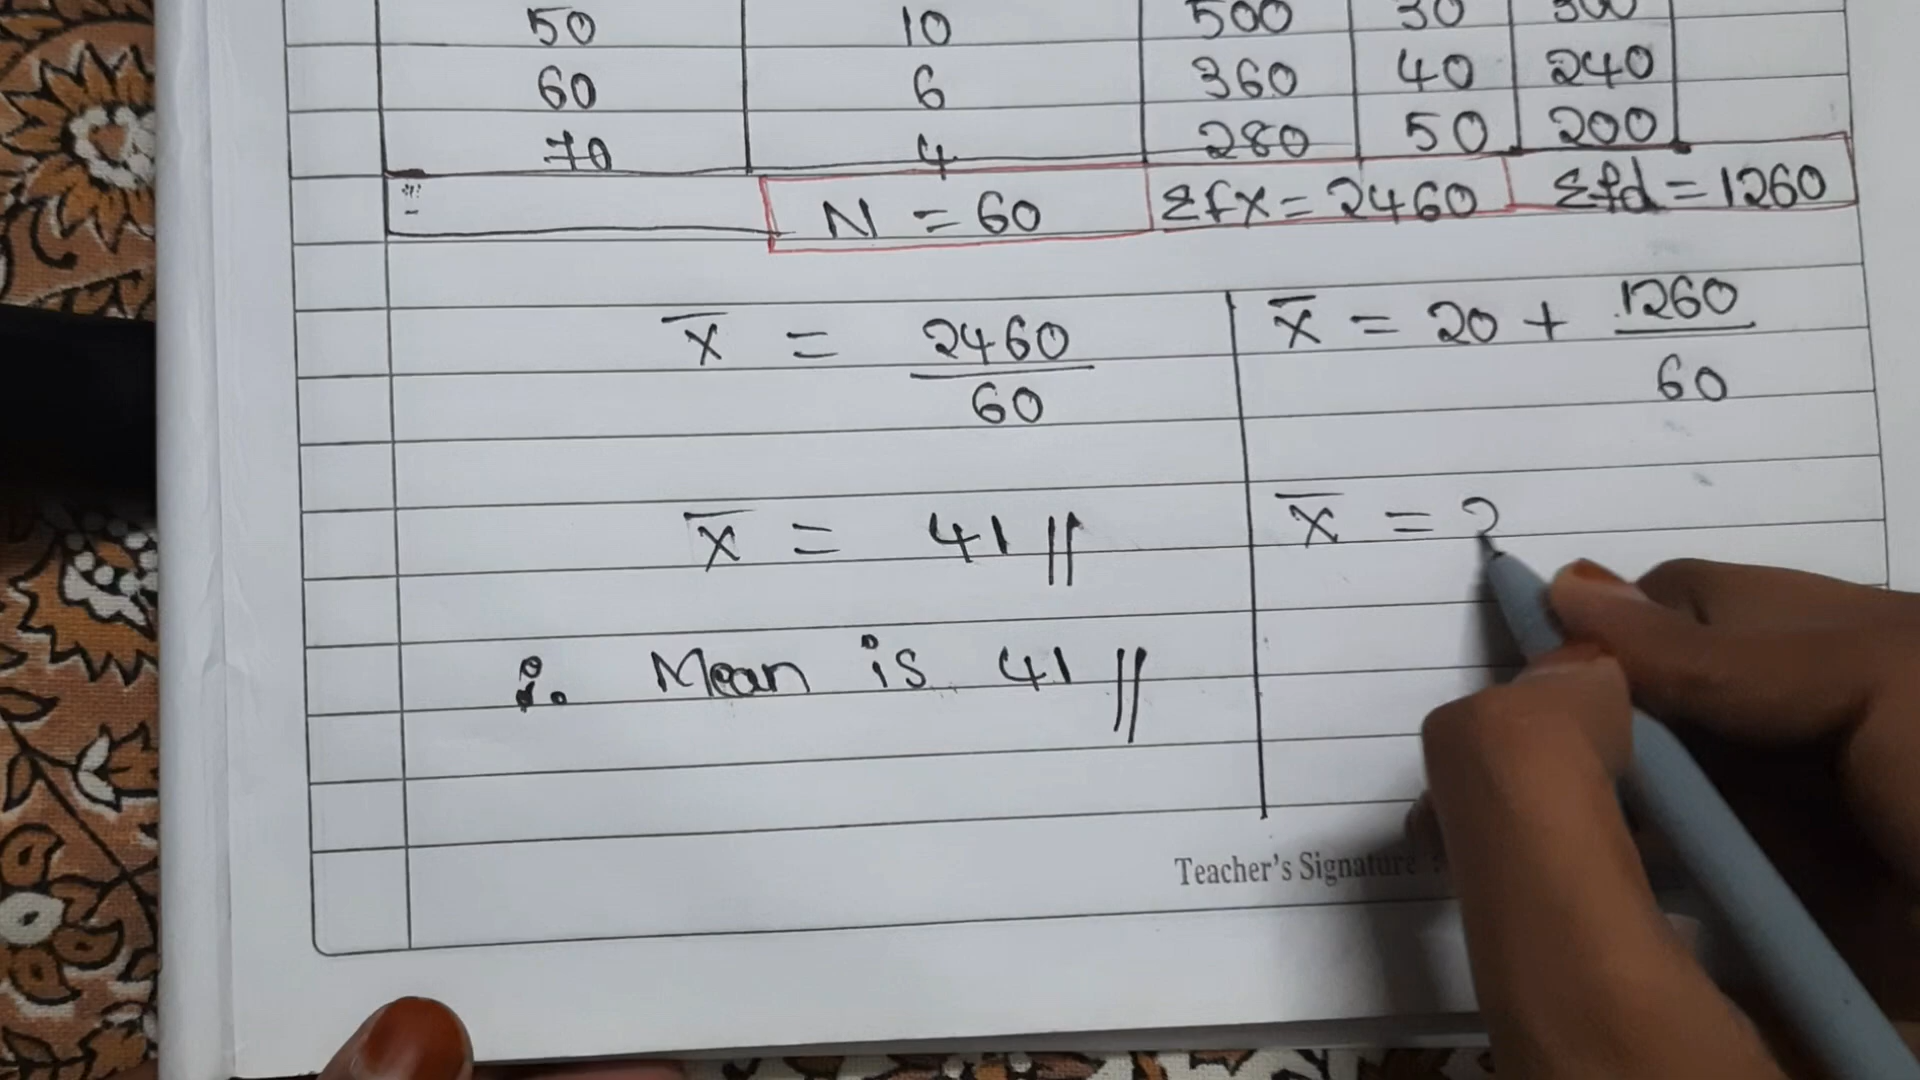 50 10 500 30 300
60 6 360 40 240
70 4 280 50 200
N = 60 Σfx = 2460 Σfd = 1260
x̄ = 2460/60
x̄ = 20 + 1260/60
x̄ = 41 //
x̄ = 2
∴ Mean is 41 //
Teacher's Signature :